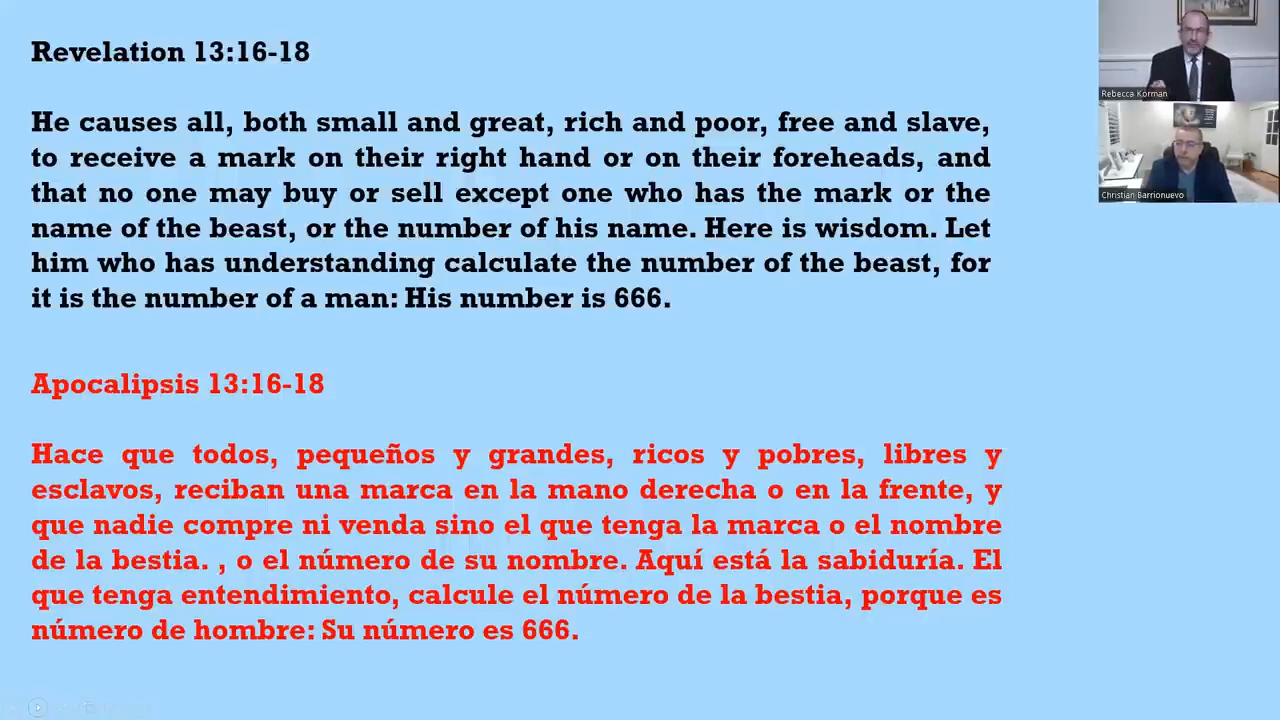 Revelation 13:16-18
He causes all, both small and great, rich and poor, free and slave,
to receive a mark on their right hand or on their foreheads, and
that no one may buy or sell except one who has the mark or the
name of the beast, or the number of his name. Here is wisdom. Let
him who has understanding calculate the number of the beast, for
it is the number of a man: His number is 666.
Apocalipsis 13:16-18
Hace que todos, pequeños y grandes, ricos y pobres, libres y
esclavos, reciban una marca en la mano derecha o en la frente, y
que nadie compre ni venda sino el que tenga la marca o el nombre
de la bestia. , o el número de su nombre. Aquí está la sabiduría. El
que tenga entendimiento, calcule el número de la bestia, porque es
número de hombre: Su número es 666.
Rebecca Korman
Christian Barrionuevo